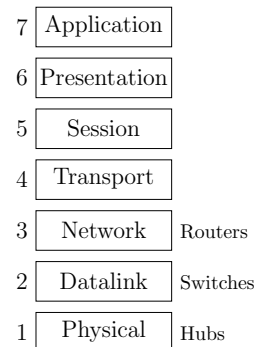 7 Application
6 Presentation
5 Session
4 Transport
3 Network Routers
2 Datalink Switches
1 Physical Hubs